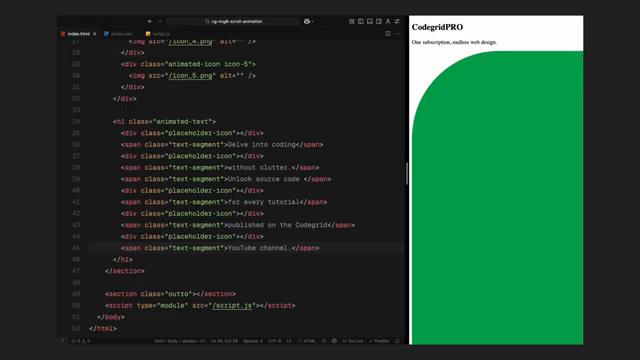 cg-mg8-scroll-animation
index.html
styles.css
script.js
27 <img src="/icon_4.png" alt="" />
28 </div>
29 <div class="animated-icon icon-5">
30 <img src="/icon_5.png" alt="" />
31 </div>
32 </div>
33
34 <h1 class="animated-text">
35 <div class="placeholder-icon"></div>
36 <span class="text-segment">Delve into coding</span>
37 <div class="placeholder-icon"></div>
38 <span class="text-segment">without clutter.</span>
39 <span class="text-segment">Unlock source code </span>
40 <div class="placeholder-icon"></div>
41 <span class="text-segment">for every tutorial</span>
42 <div class="placeholder-icon"></div>
43 <span class="text-segment">published on the Codegrid</span>
44 <div class="placeholder-icon"></div>
45 <span class="text-segment">YouTube channel.</span>
46 </h1>
47 </section>
48
49 <section class="outro"></section>
50 <script type="module" src="/script.js"></script>
51 </body>
52 </html>
html > body > section > h1
Ln 45, Col 58 Spaces: 2 UTF-8 LF HTML Go Live Prettier
CodegridPRO
One subscription, endless web design.